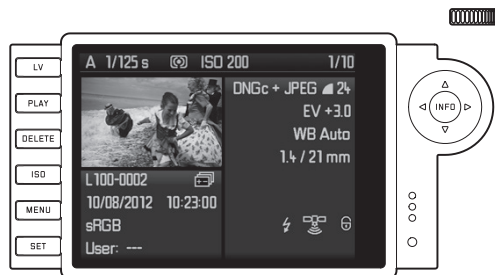 LV
PLAY
DELETE
ISO
MENU
SET
A 1/125 s ISO 200 1/10
DNGc + JPEG 24
EV +3.0
WB Auto
1.4 / 21 mm
L100-0002
10/08/2012 10:23:00
sRGB
User: ---
INFO